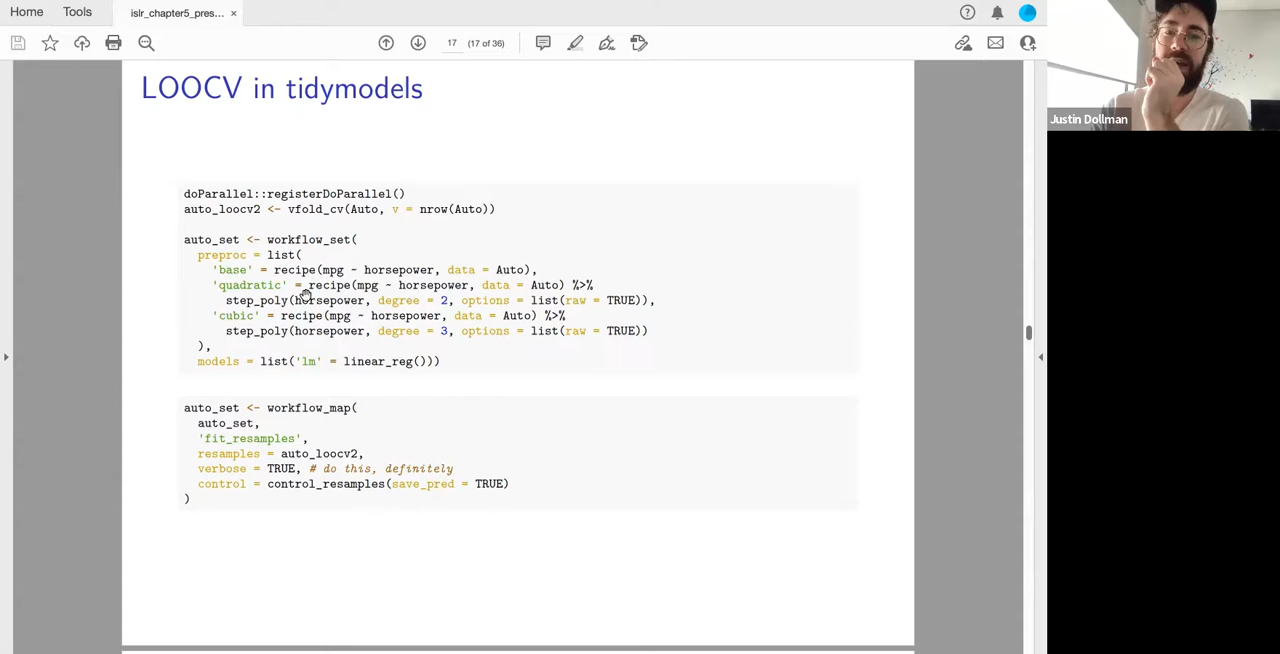 Home
Tools
islr_chapter5_pres... ×
17
(17 of 36)
LOOCV in tidymodels
doParallel::registerDoParallel()
auto_loocv2 <- vfold_cv(Auto, v = nrow(Auto))
auto_set <- workflow_set(
preproc = list(
'base' = recipe(mpg ~ horsepower, data = Auto),
'quadratic' = recipe(mpg ~ horsepower, data = Auto) %>%
step_poly(horsepower, degree = 2, options = list(raw = TRUE)),
'cubic' = recipe(mpg ~ horsepower, data = Auto) %>%
step_poly(horsepower, degree = 3, options = list(raw = TRUE))
),
models = list('lm' = linear_reg()))
auto_set <- workflow_map(
auto_set,
'fit_resamples',
resamples = auto_loocv2,
verbose = TRUE, # do this, definitely
control = control_resamples(save_pred = TRUE)
)
Justin Dollman